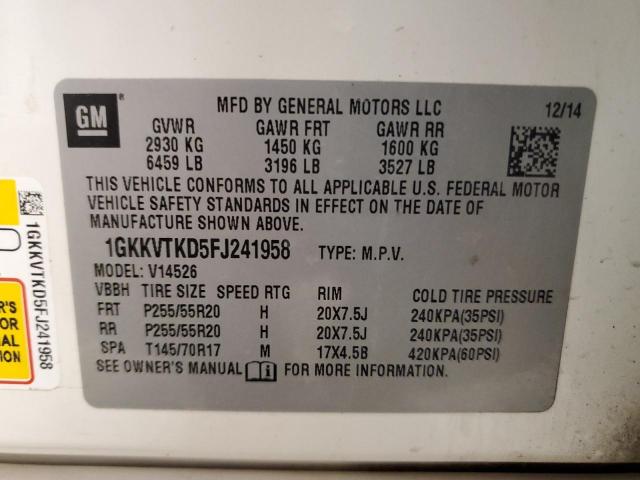 GM
MFD BY GENERAL MOTORS LLC 12/14
GVWR GAWR FRT GAWR RR
2930 KG 1450 KG 1600 KG
6459 LB 3196 LB 3527 LB
THIS VEHICLE CONFORMS TO ALL APPLICABLE U.S. FEDERAL MOTOR
VEHICLE SAFETY STANDARDS IN EFFECT ON THE DATE OF
MANUFACTURE SHOWN ABOVE.
1GKKVTKD5FJ241958 TYPE: M.P.V.
MODEL: V14526
VBBH TIRE SIZE SPEED RTG RIM COLD TIRE PRESSURE
FRT P255/55R20 H 20X7.5J 240KPA(35PSI)
RR P255/55R20 H 20X7.5J 240KPA(35PSI)
SPA T145/70R17 M 17X4.5B 420KPA(60PSI)
SEE OWNER'S MANUAL FOR MORE INFORMATION.
1GKKVTKD5FJ241958
R'S
FOR
NAL
ATION